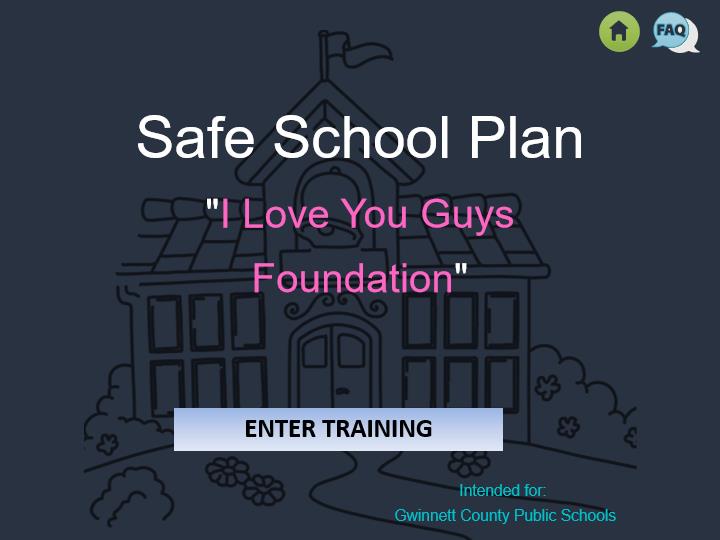 FAQ
Safe School Plan
"I Love You Guys
Foundation"
ENTER TRAINING
Intended for:
Gwinnett County Public Schools